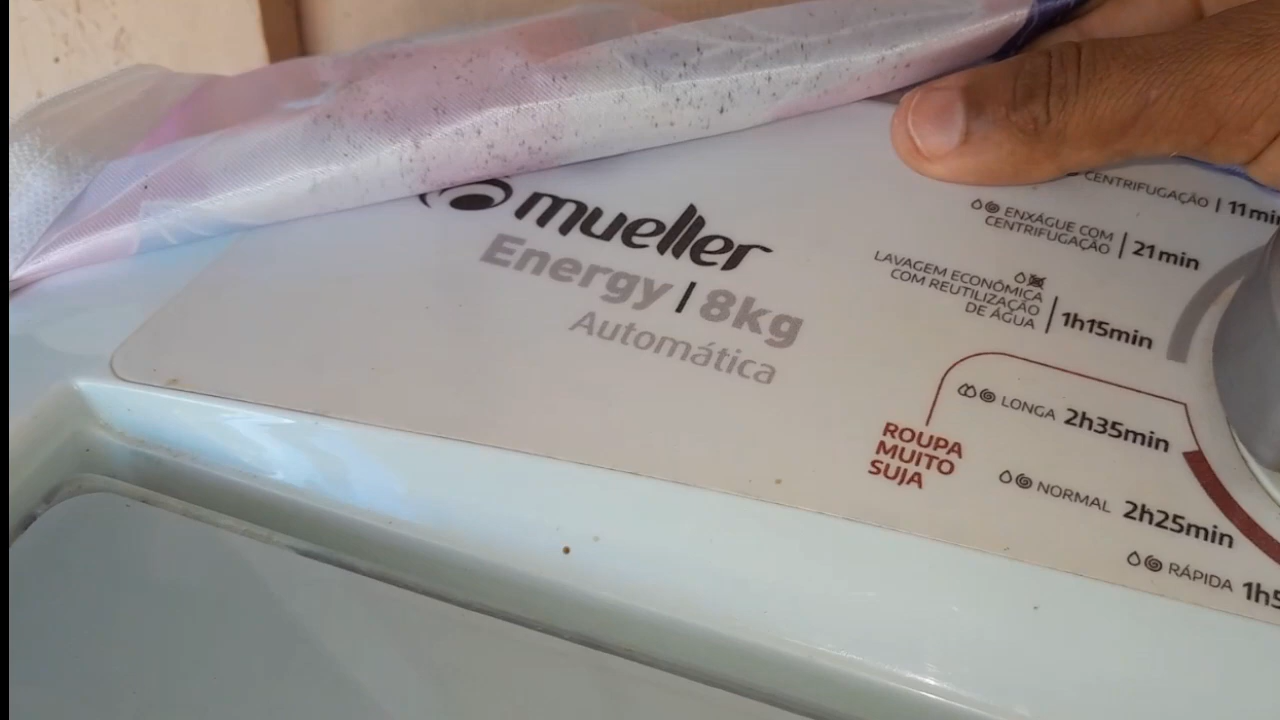 mueller
Energy | 8kg
Automática
CENTRIFUGAÇÃO | 11min
ENXÁGUE COM
CENTRIFUGAÇÃO | 21min
LAVAGEM ECONÔMICA
COM REUTILIZAÇÃO
DE ÁGUA | 1h15min
LONGA 2h35min
ROUPA
MUITO
SUJA
NORMAL 2h25min
RÁPIDA